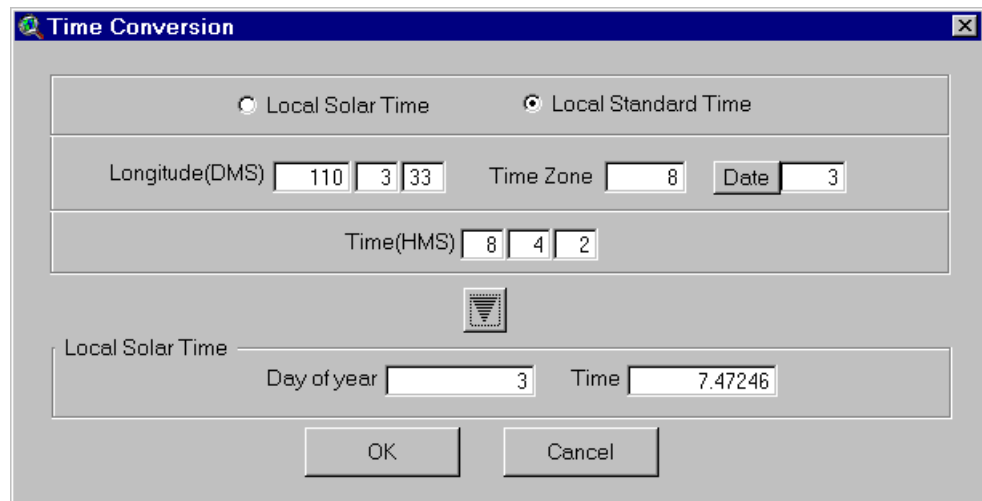 Time Conversion
Local Solar Time Local Standard Time
Longitude(DMS) 110 3 33 Time Zone 8 Date 3
Time(HMS) 8 4 2
Local Solar Time
Day of year 3 Time 7.47246
OK Cancel